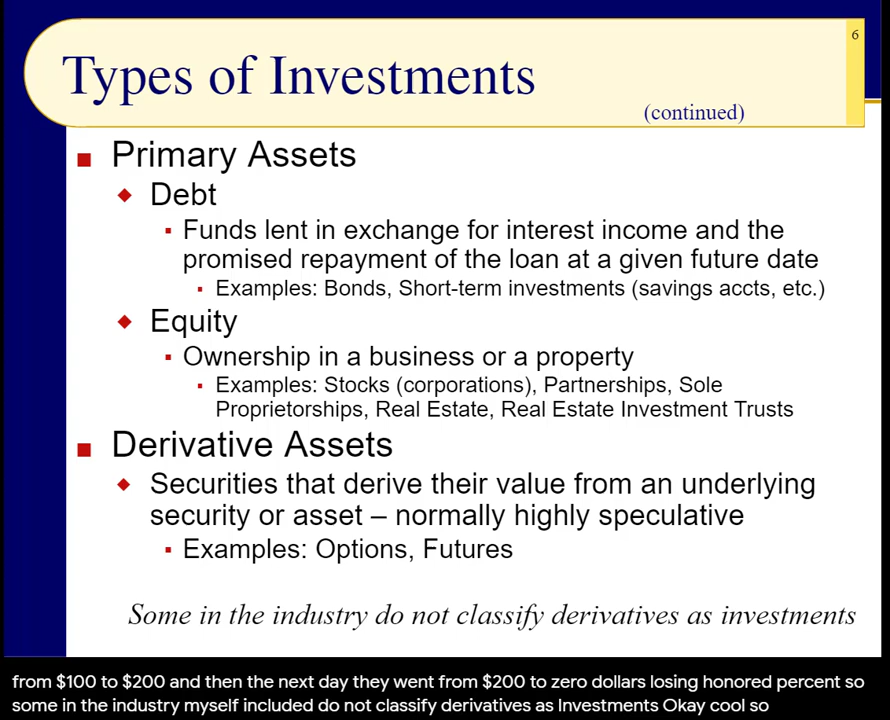 6
Types of Investments
(continued)
Primary Assets
Debt
Funds lent in exchange for interest income and the
promised repayment of the loan at a given future date
Examples: Bonds, Short-term investments (savings accts, etc.)
Equity
Ownership in a business or a property
Examples: Stocks (corporations), Partnerships, Sole
Proprietorships, Real Estate, Real Estate Investment Trusts
Derivative Assets
Securities that derive their value from an underlying
security or asset – normally highly speculative
Examples: Options, Futures
Some in the industry do not classify derivatives as investments
from $100 to $200 and then the next day they went from $200 to zero dollars losing honored percent so
some in the industry myself included do not classify derivatives as Investments Okay cool so